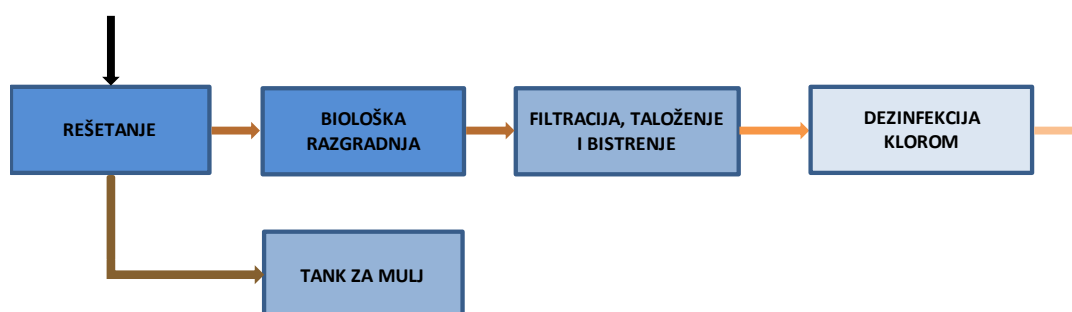 REŠETANJE
BIOLOŠKA
RAZGRADNJA
FILTRACIJA, TALOŽENJE
I BISTRENJE
DEZINFEKCIJA
KLOROM
TANK ZA MULJ